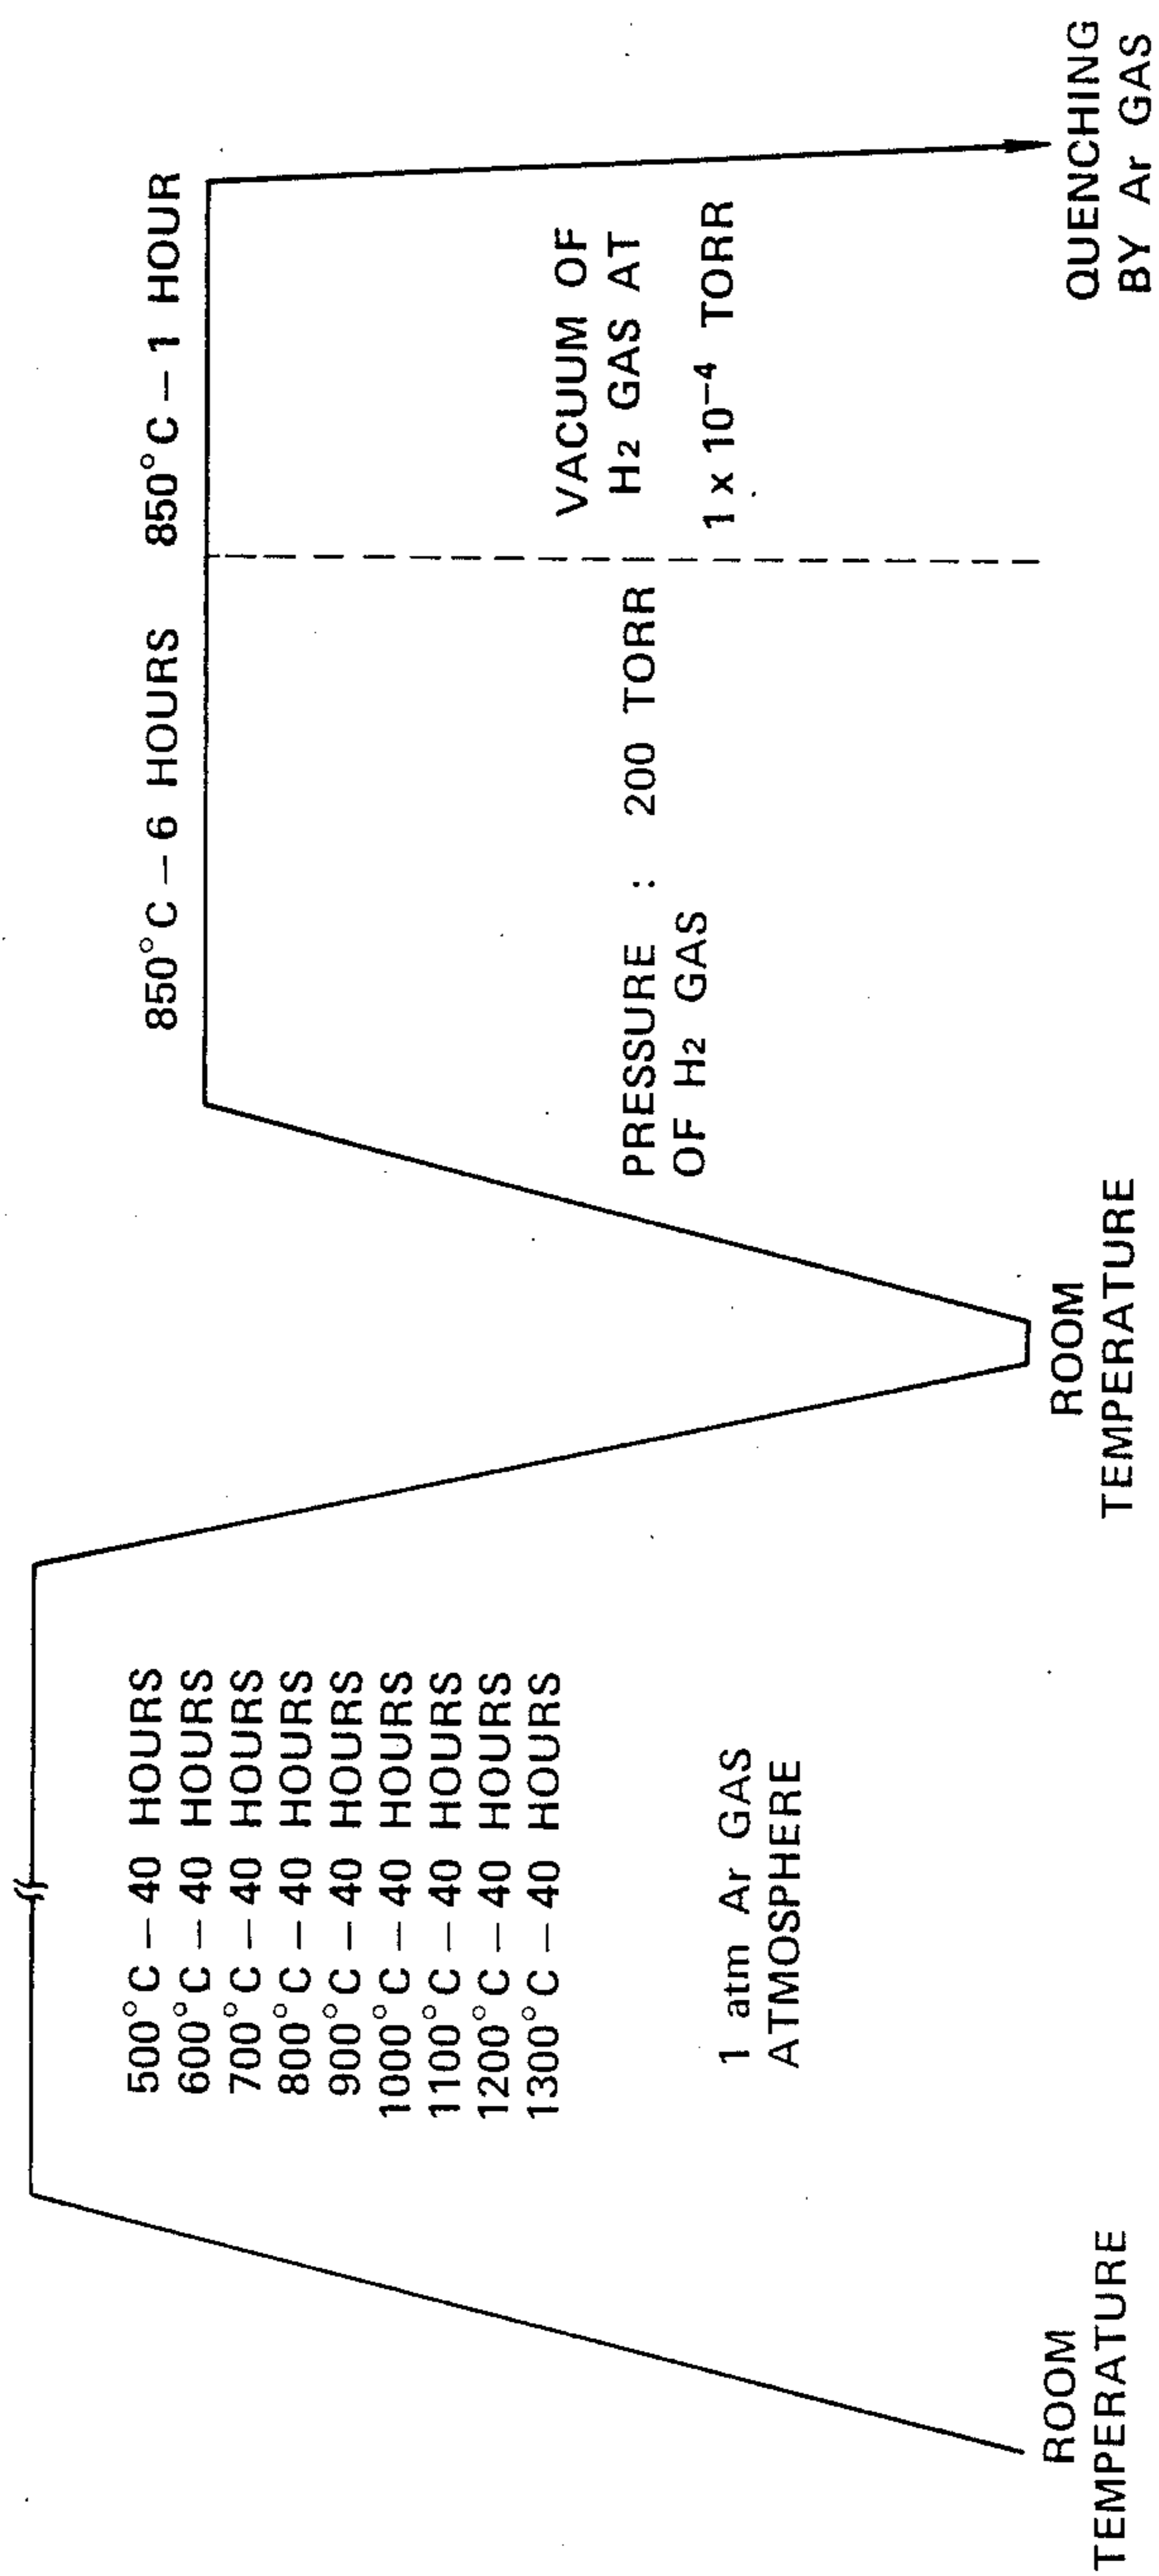 500°C – 40 HOURS
600°C – 40 HOURS
700°C – 40 HOURS
800°C – 40 HOURS
900°C – 40 HOURS
1000°C – 40 HOURS
1100°C – 40 HOURS
1200°C – 40 HOURS
1300°C – 40 HOURS
1 atm Ar GAS
ATMOSPHERE
ROOM
TEMPERATURE
ROOM
TEMPERATURE
850°C – 6 HOURS
850°C – 1 HOUR
PRESSURE : 200 TORR
OF H₂ GAS
VACUUM OF
H₂ GAS AT
1 x 10⁻⁴ TORR
QUENCHING
BY Ar GAS